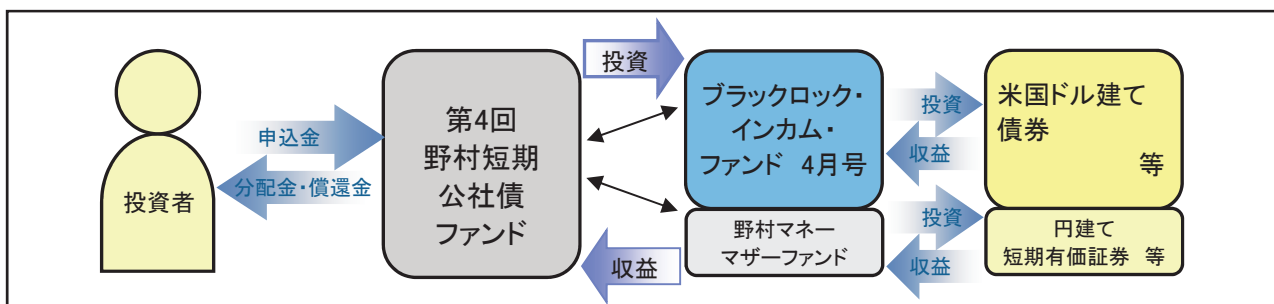 投資者
申込金
分配金・償還金
第4回
野村短期
公社債
ファンド
投資
収益
ブラックロック・
インカム・
ファンド 4月号
野村マネー
マザーファンド
投資
収益
投資
収益
米国ドル建て
債券
等
円建て
短期有価証券 等